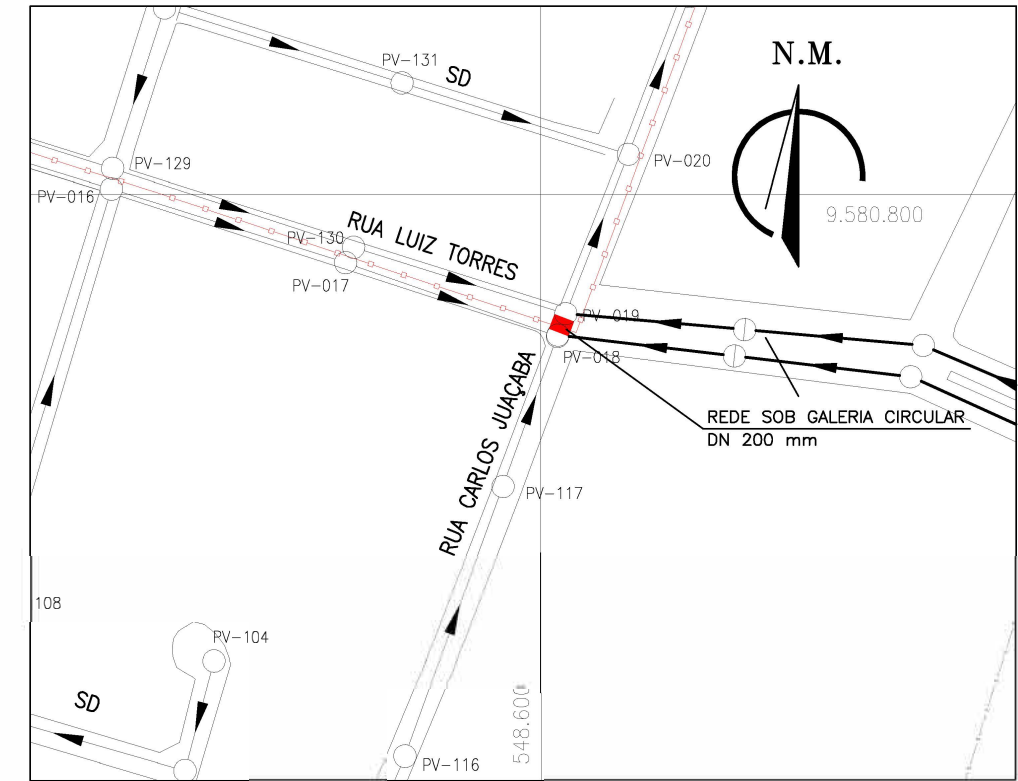 N.M.
PV-131
SD
PV-129
PV-020
PV-016
9.580.800
PV-130
RUA LUIZ TORRES
PV-017
PV-019
PV-018
REDE SOB GALERIA CIRCULAR
DN 200 mm
RUA CARLOS JUAÇABA
PV-117
108
PV-104
SD
548.600
PV-116